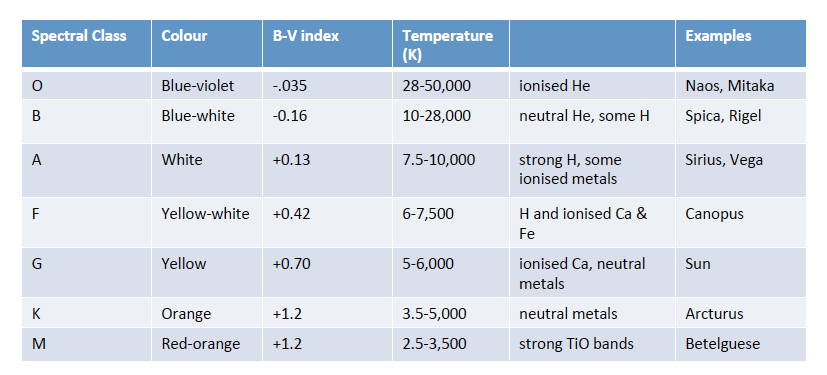 Spectral Class Colour B-V index Temperature (K) Examples
O Blue-violet -.035 28-50,000 ionised He Naos, Mitaka
B Blue-white -0.16 10-28,000 neutral He, some H Spica, Rigel
A White +0.13 7.5-10,000 strong H, some ionised metals Sirius, Vega
F Yellow-white +0.42 6-7,500 H and ionised Ca & Fe Canopus
G Yellow +0.70 5-6,000 ionised Ca, neutral metals Sun
K Orange +1.2 3.5-5,000 neutral metals Arcturus
M Red-orange +1.2 2.5-3,500 strong TiO bands Betelguese